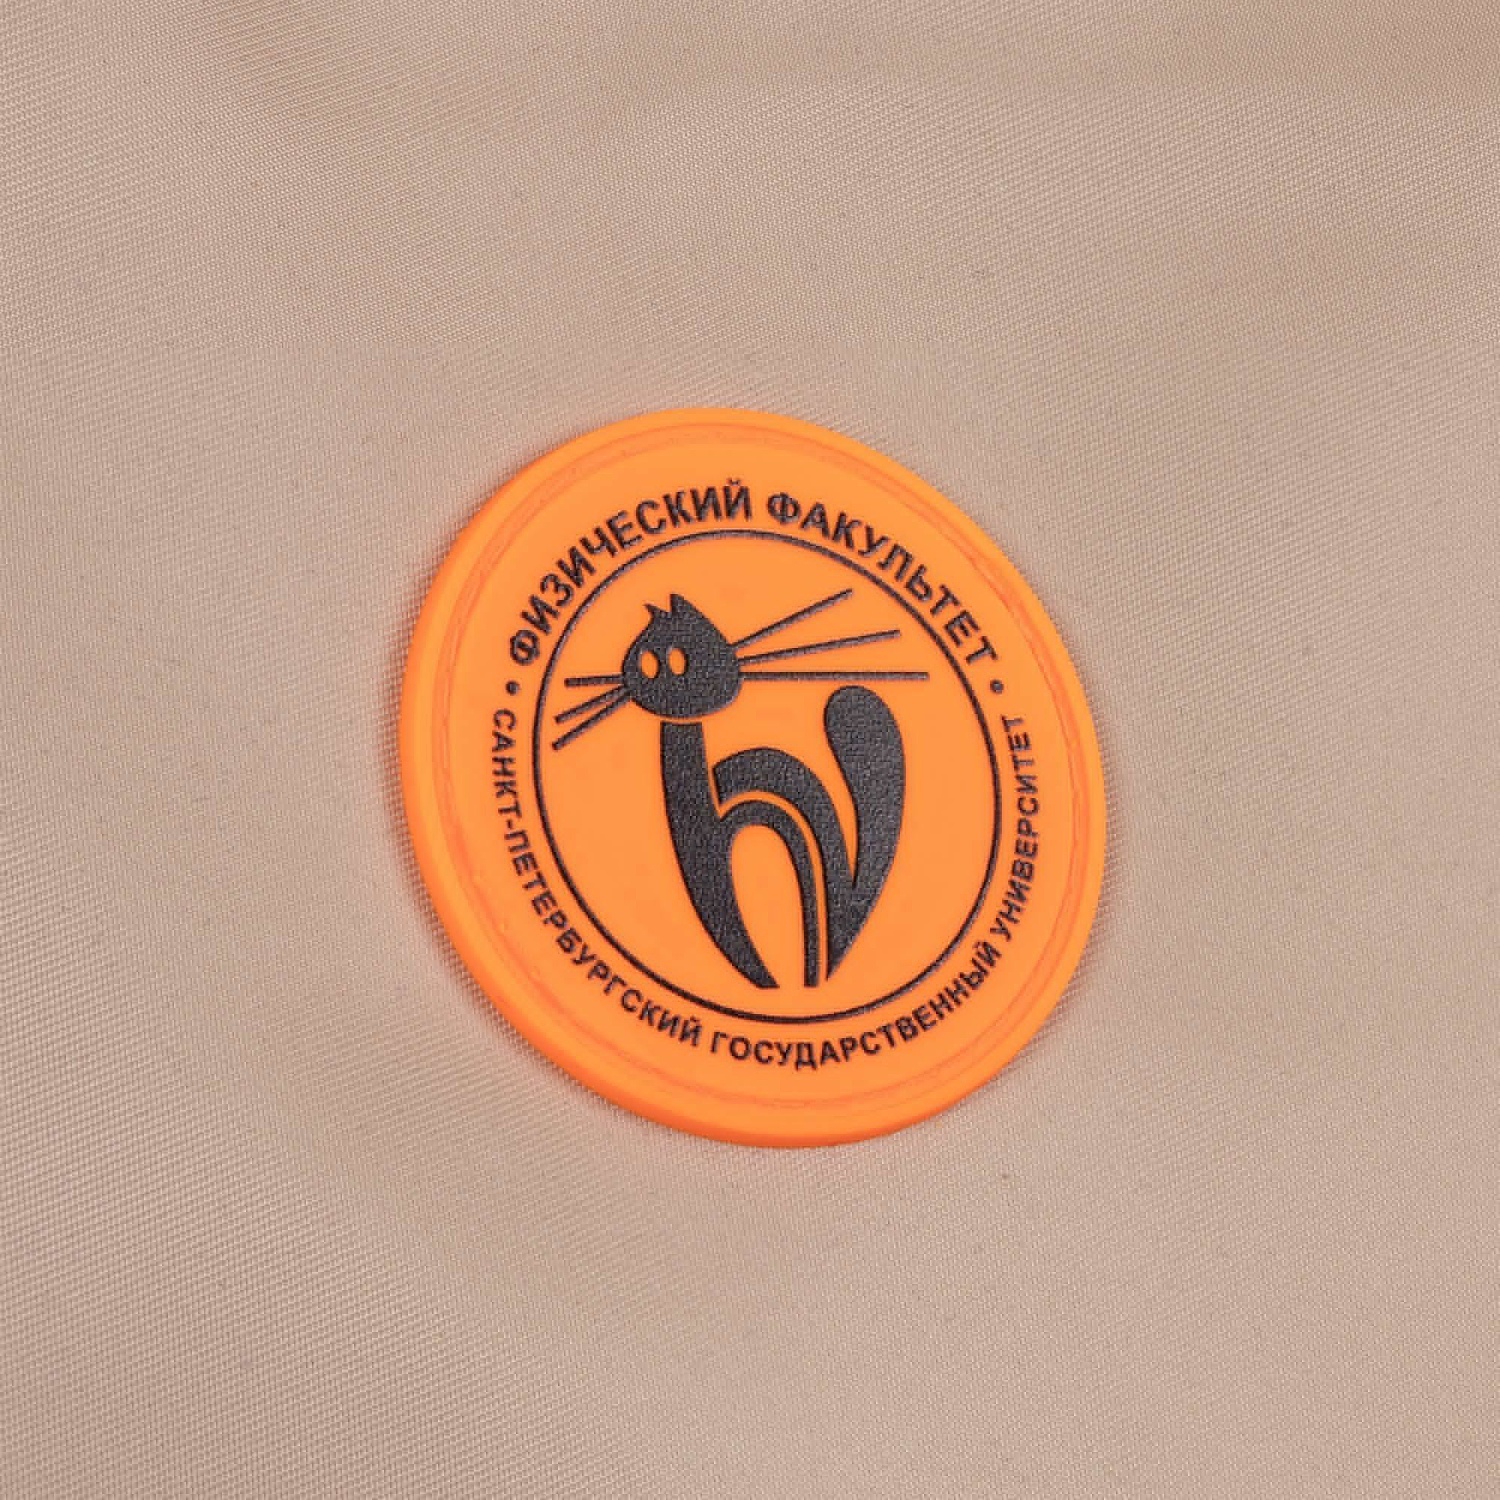 • ФИЗИЧЕСКИЙ ФАКУЛЬТЕТ •
САНКТ-ПЕТЕРБУРГСКИЙ ГОСУДАРСТВЕННЫЙ УНИВЕРСИТЕТ